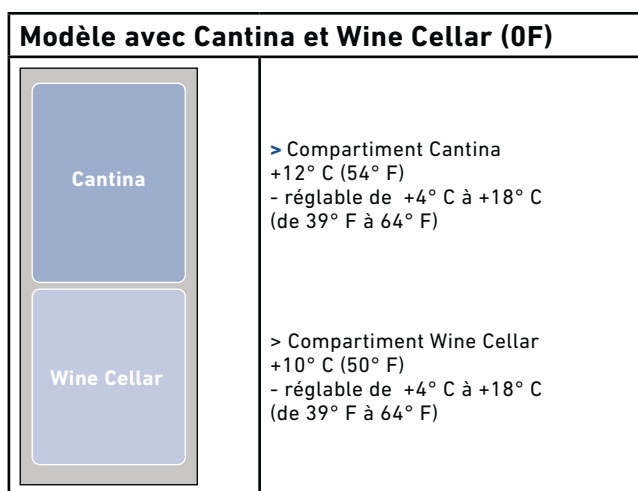 Modèle avec Cantina et Wine Cellar (0F)
Cantina
> Compartiment Cantina
+12° C (54° F)
- réglable de +4° C à +18° C
(de 39° F à 64° F)
Wine Cellar
> Compartiment Wine Cellar
+10° C (50° F)
- réglable de +4° C à +18° C
(de 39° F à 64° F)